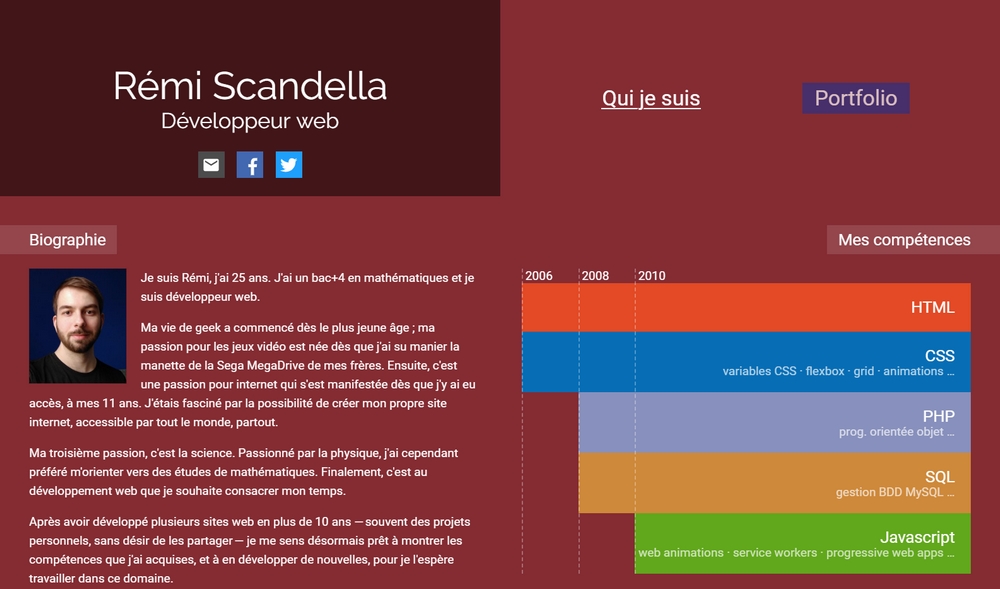 Rémi Scandella
Développeur web
Qui je suis
Portfolio
Biographie
Je suis Rémi, j'ai 25 ans. J'ai un bac+4 en mathématiques et je
suis développeur web.
Ma vie de geek a commencé dès le plus jeune âge ; ma
passion pour les jeux vidéo est née dès que j'ai su manier la
manette de la Sega MegaDrive de mes frères. Ensuite, c'est
une passion pour internet qui s'est manifestée dès que j'y ai eu
accès, à mes 11 ans. J'étais fasciné par la possibilité de créer mon propre site
internet, accessible par tout le monde, partout.
Ma troisième passion, c'est la science. Passionné par la physique, j'ai cependant
préféré m'orienter vers des études de mathématiques. Finalement, c'est au
développement web que je souhaite consacrer mon temps.
Après avoir développé plusieurs sites web en plus de 10 ans — souvent des projets
personnels, sans désir de les partager — je me sens désormais prêt à montrer les
compétences que j'ai acquises, et à en développer de nouvelles, pour je l'espère
travailler dans ce domaine.
Mes compétences
2006 2008 2010
HTML
CSS
variables CSS · flexbox · grid · animations ...
PHP
prog. orientée objet ...
SQL
gestion BDD MySQL ...
Javascript
web animations · service workers · progressive web apps ...